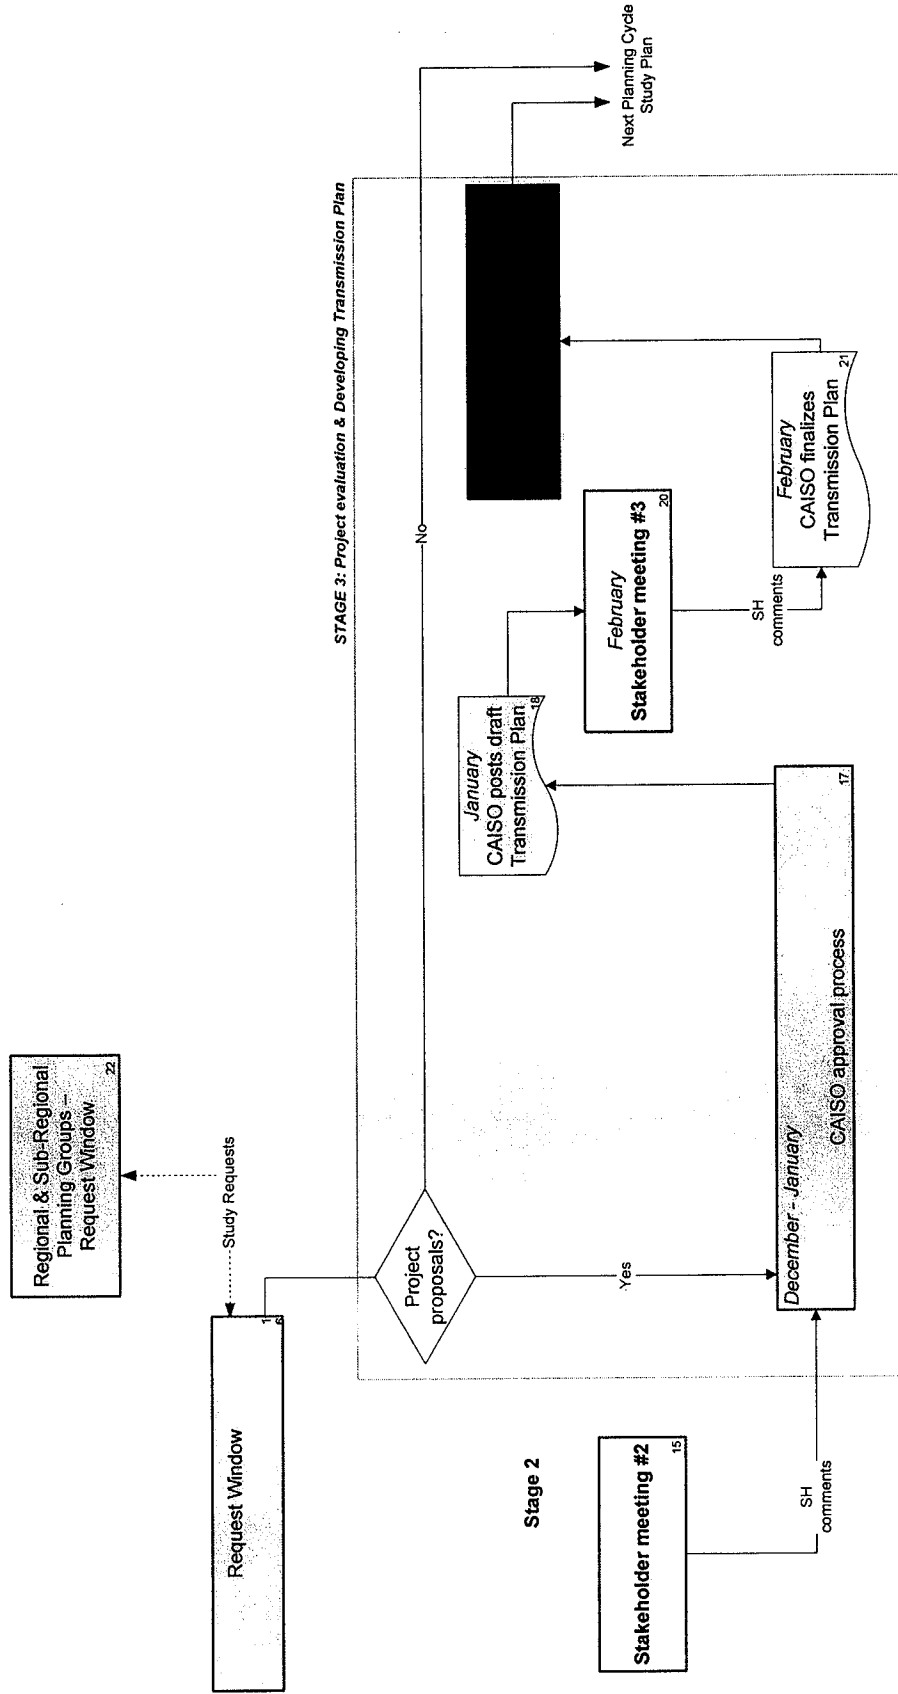 Regional & Sub-Regional
Planning Groups –
Request Window
22
Study Requests
Request Window
1
6
STAGE 3: Project evaluation & Developing Transmission Plan
Project
proposals?
No
Yes
Next Planning Cycle
Study Plan
January
CAISO posts draft
Transmission Plan
18
February
Stakeholder meeting #3
20
SH
comments
February
CAISO finalizes
Transmission Plan
21
December - January
CAISO approval process
17
Stage 2
Stakeholder meeting #2
15
SH
comments